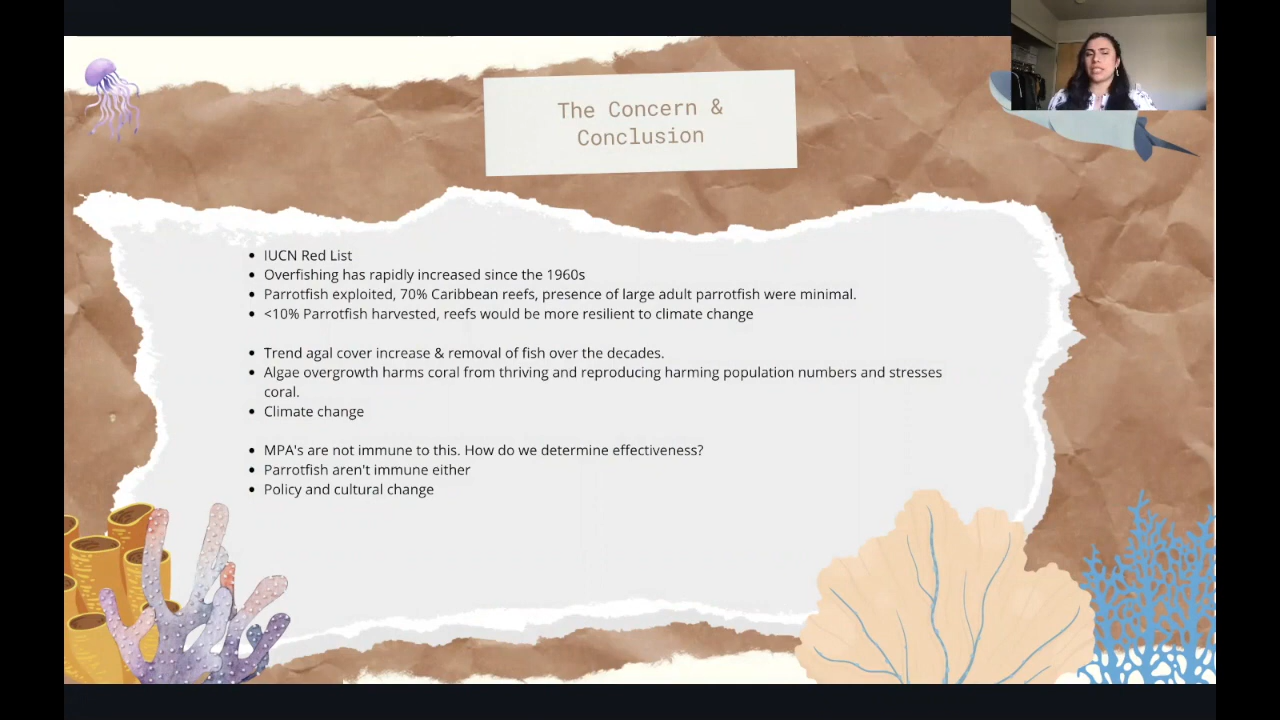 The Concern &
Conclusion
• IUCN Red List
• Overfishing has rapidly increased since the 1960s
• Parrotfish exploited, 70% Caribbean reefs, presence of large adult parrotfish were minimal.
• <10% Parrotfish harvested, reefs would be more resilient to climate change
• Trend agal cover increase & removal of fish over the decades.
• Algae overgrowth harms coral from thriving and reproducing harming population numbers and stresses
coral.
• Climate change
• MPA's are not immune to this. How do we determine effectiveness?
• Parrotfish aren't immune either
• Policy and cultural change